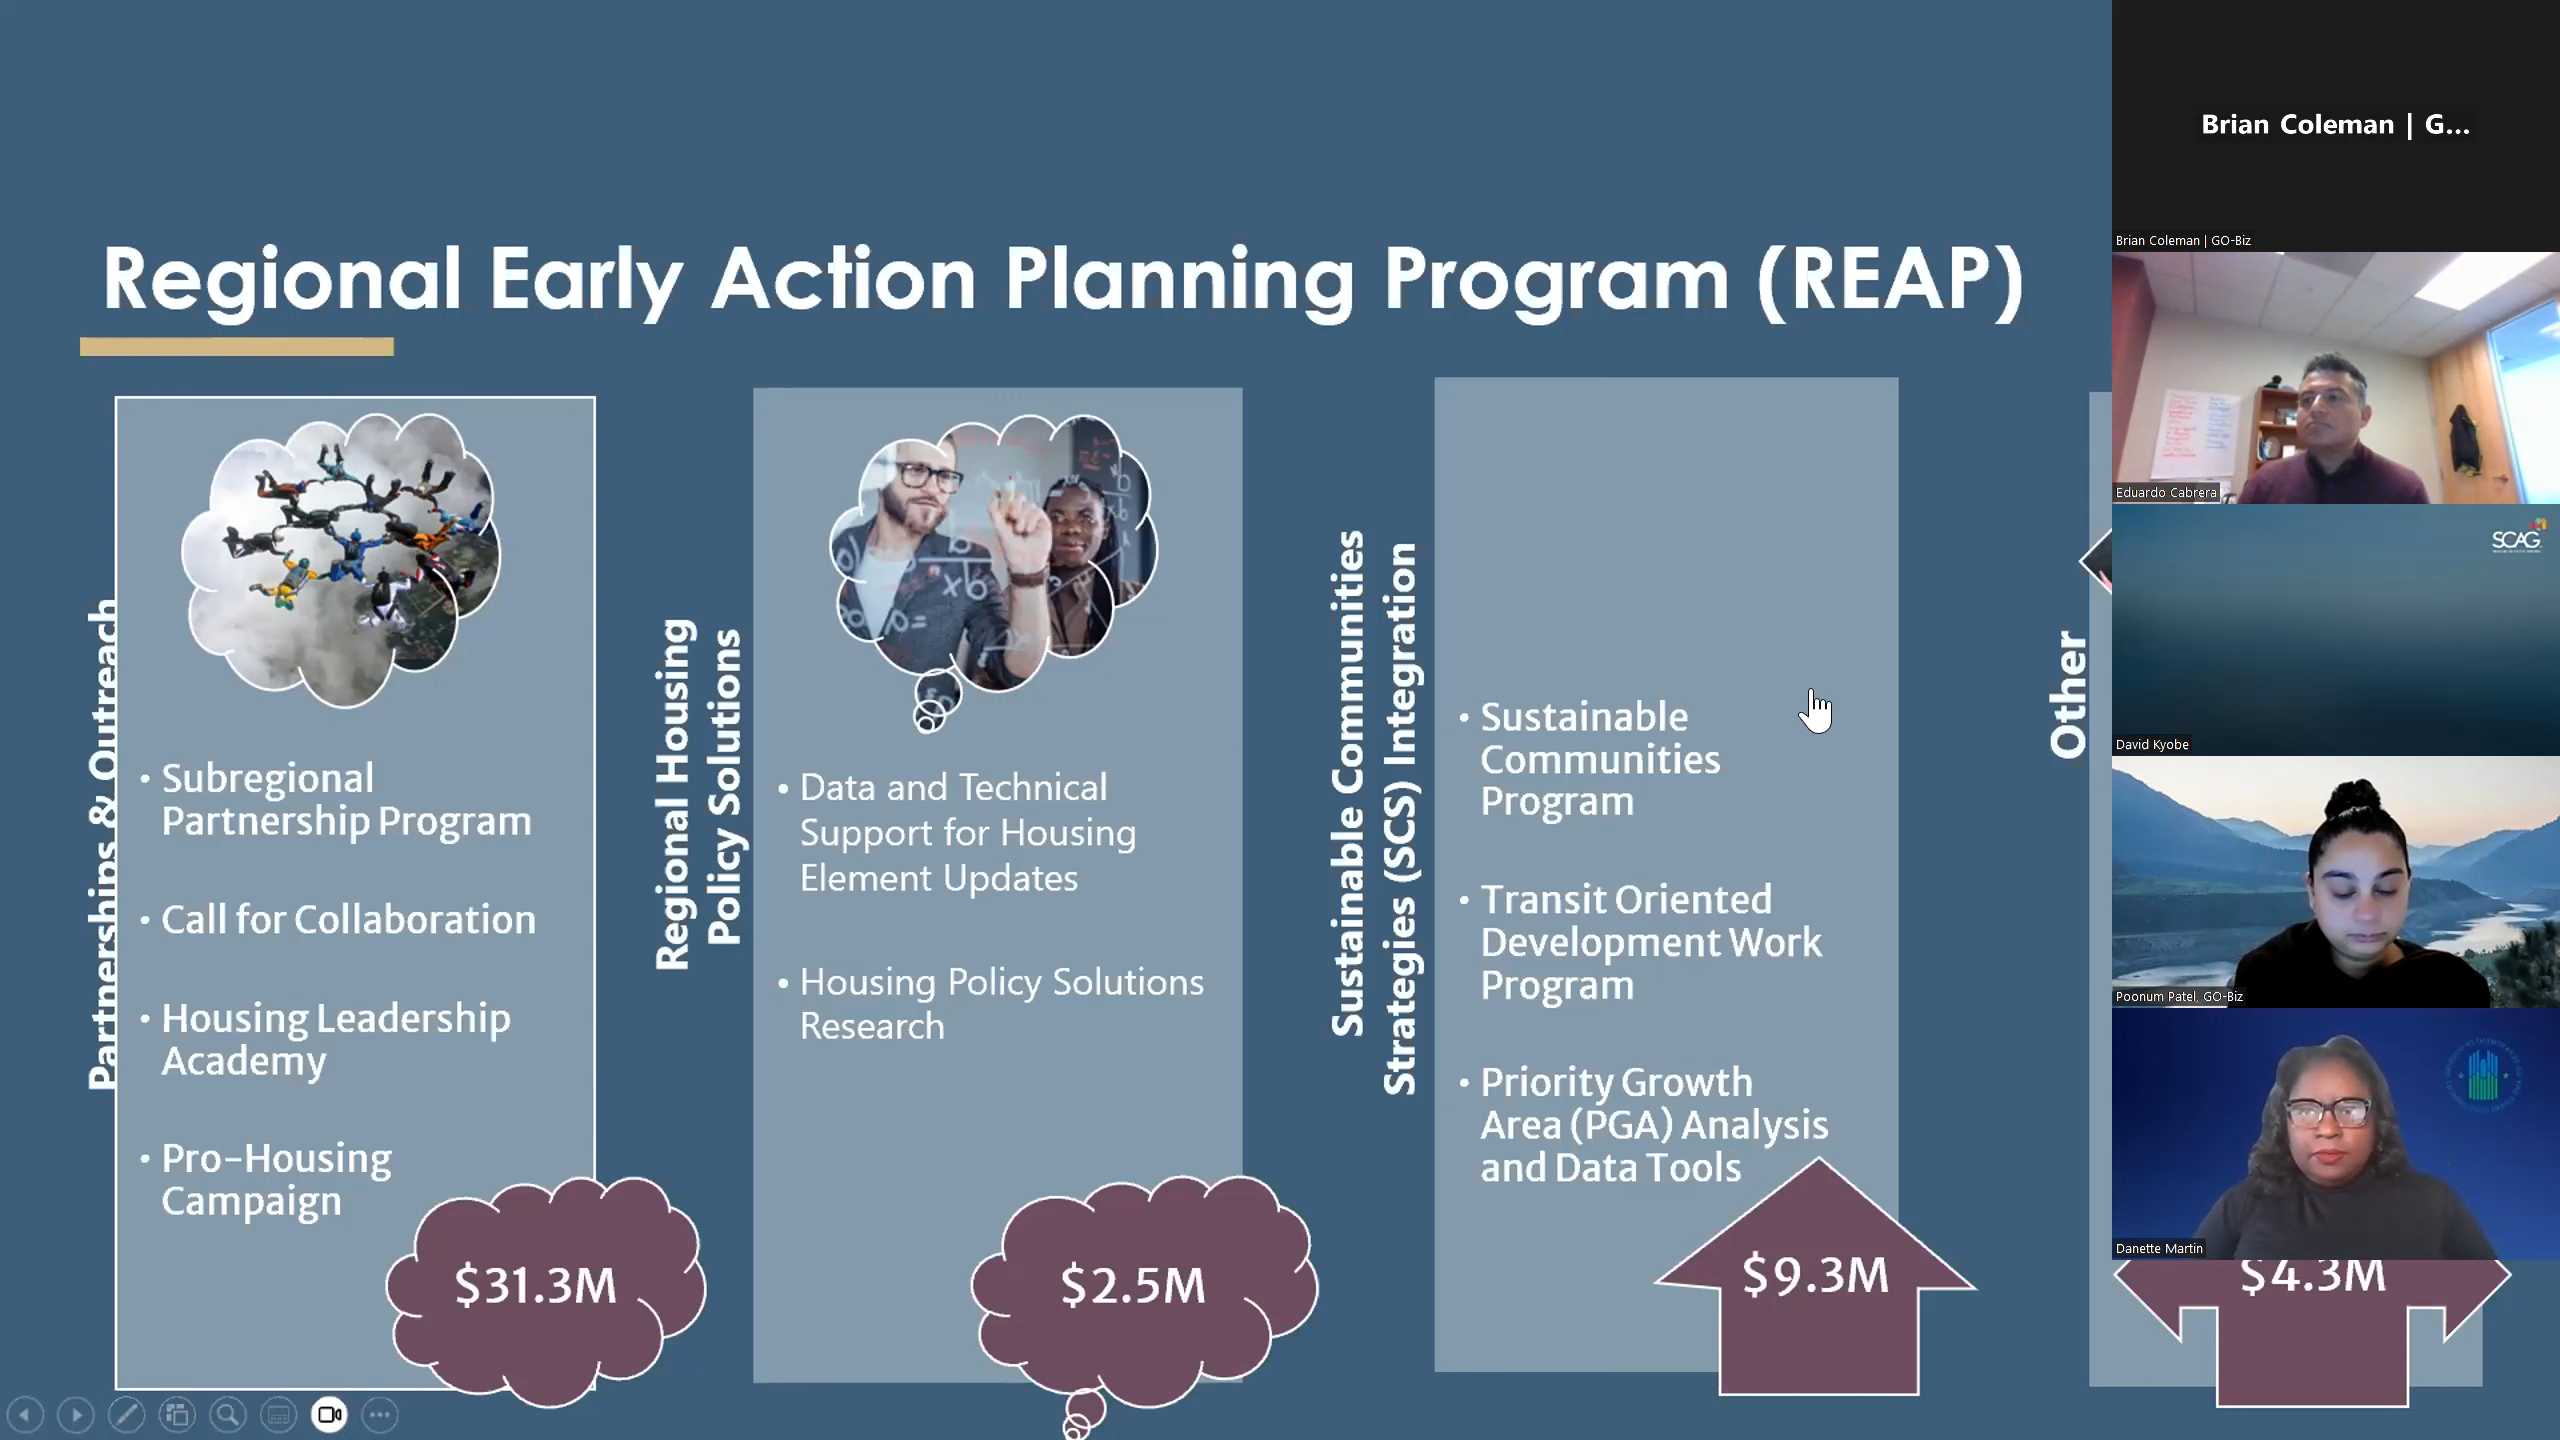 Regional Early Action Planning Program (REAP)
Partnerships & Outreach
• Subregional
Partnership Program
• Call for Collaboration
• Housing Leadership
Academy
• Pro-Housing
Campaign
$31.3M
Regional Housing
Policy Solutions
• Data and Technical
Support for Housing
Element Updates
• Housing Policy Solutions
Research
$2.5M
Sustainable Communities
Strategies (SCS) Integration
• Sustainable
Communities
Program
• Transit Oriented
Development Work
Program
• Priority Growth
Area (PGA) Analysis
and Data Tools
$9.3M
Other
$4.3M
Brian Coleman | G...
Brian Coleman | GO-Biz
Eduardo Cabrera
SCAG
David Kyobe
Poonum Patel, GO-Biz
Danette Martin